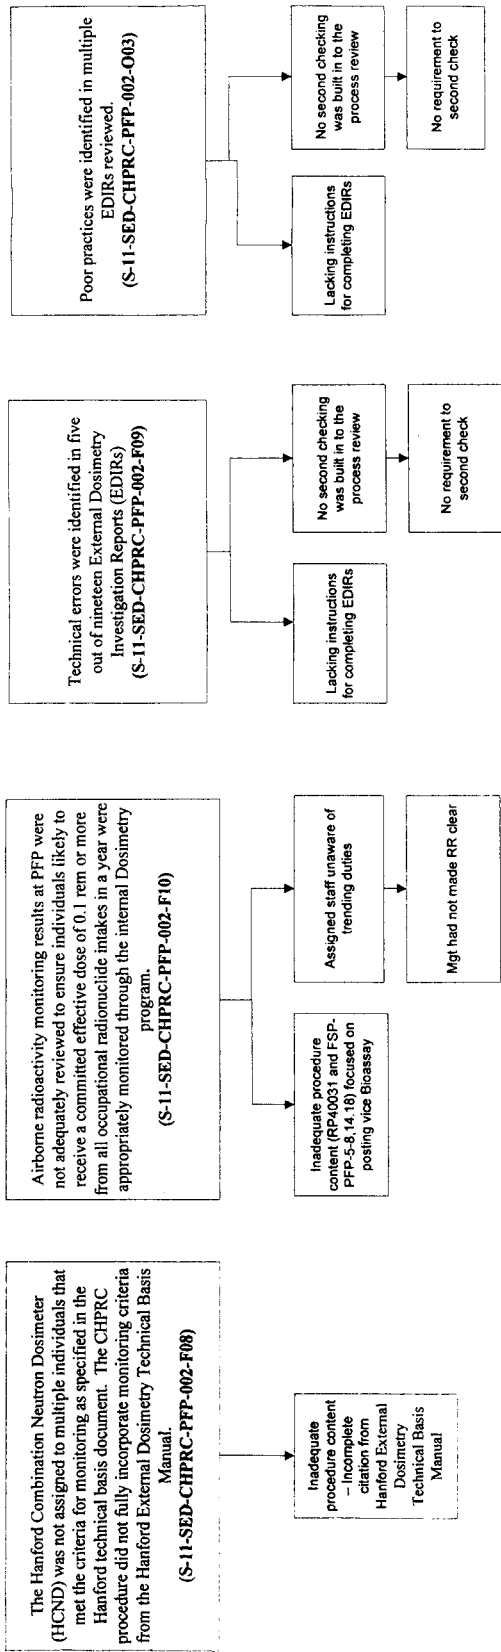 The Hanford Combination Neutron Dosimeter
(HCND) was not assigned to multiple individuals that
met the criteria for monitoring as specified in the
Hanford technical basis document. The CHPRC
procedure did not fully incorporate monitoring criteria
from the Hanford External Dosimetry Technical Basis
Manual.
(S-11-SED-CHPRC-PFP-002-F08)
Inadequate
procedure content
– Incomplete
citation from
Hanford External
Dosimetry
Technical Basis
Manual
Airborne radioactivity monitoring results at PFP were
not adequately reviewed to ensure individuals likely to
receive a committed effective dose of 0.1 rem or more
from all occupational radionuclide intakes in a year were
appropriately monitored through the internal Dosimetry
program.
(S-11-SED-CHPRC-PFP-002-F10)
Inadequate procedure
content (RP40031 and FSP-
PFP-5-8,14.18) focused on
posting vice Bioassay
Assigned staff unaware of
trending duties
Mgt had not made RR clear
Technical errors were identified in five
out of nineteen External Dosimetry
Investigation Reports (EDIRs)
(S-11-SED-CHPRC-PFP-002-F09)
Lacking instructions
for completing EDIRs
No second checking
was built in to the
process review
No requirement to
second check
Poor practices were identified in multiple
EDIRs reviewed.
(S-11-SED-CHPRC-PFP-002-O03)
Lacking instructions
for completing EDIRs
No second checking
was built in to the
process review
No requirement to
second check